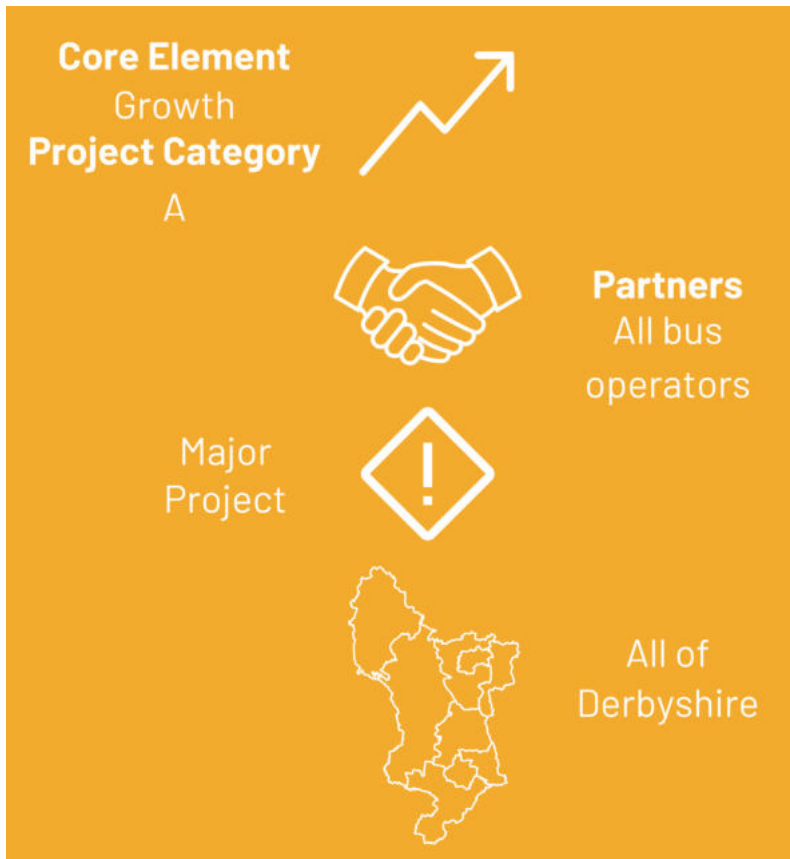 Core Element
Growth
Project Category
A
Partners
All bus
operators
Major
Project
!
All of
Derbyshire